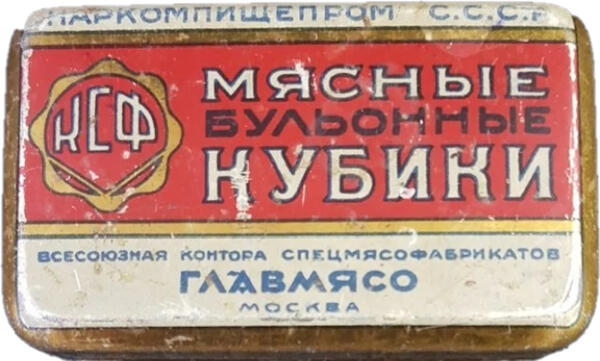 НАРКОМПИЩЕПРОМ С.С.С.Р.
КСФ
МЯСНЫЕ
БУЛЬОННЫЕ
КУБИКИ
ВСЕСОЮЗНАЯ КОНТОРА СПЕЦМЯСОФАБРИКАТОВ
ГЛАВМЯСО
МОСКВА